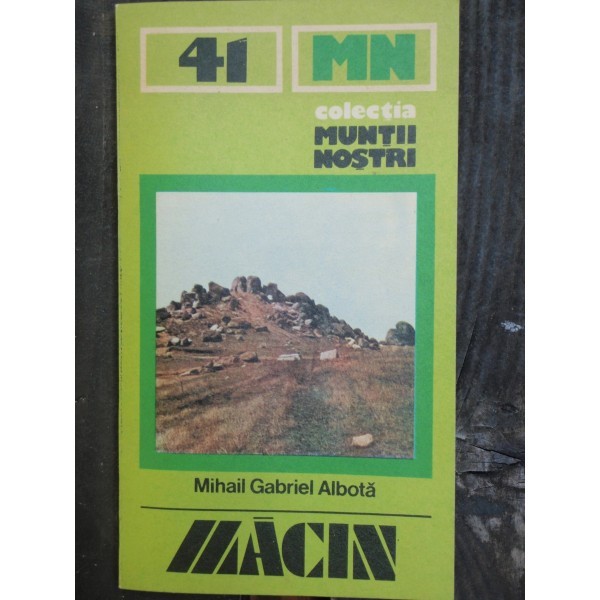 41 MN
colecția
MUNȚII
NOȘTRI
Mihail Gabriel Albotă
MĂCIN